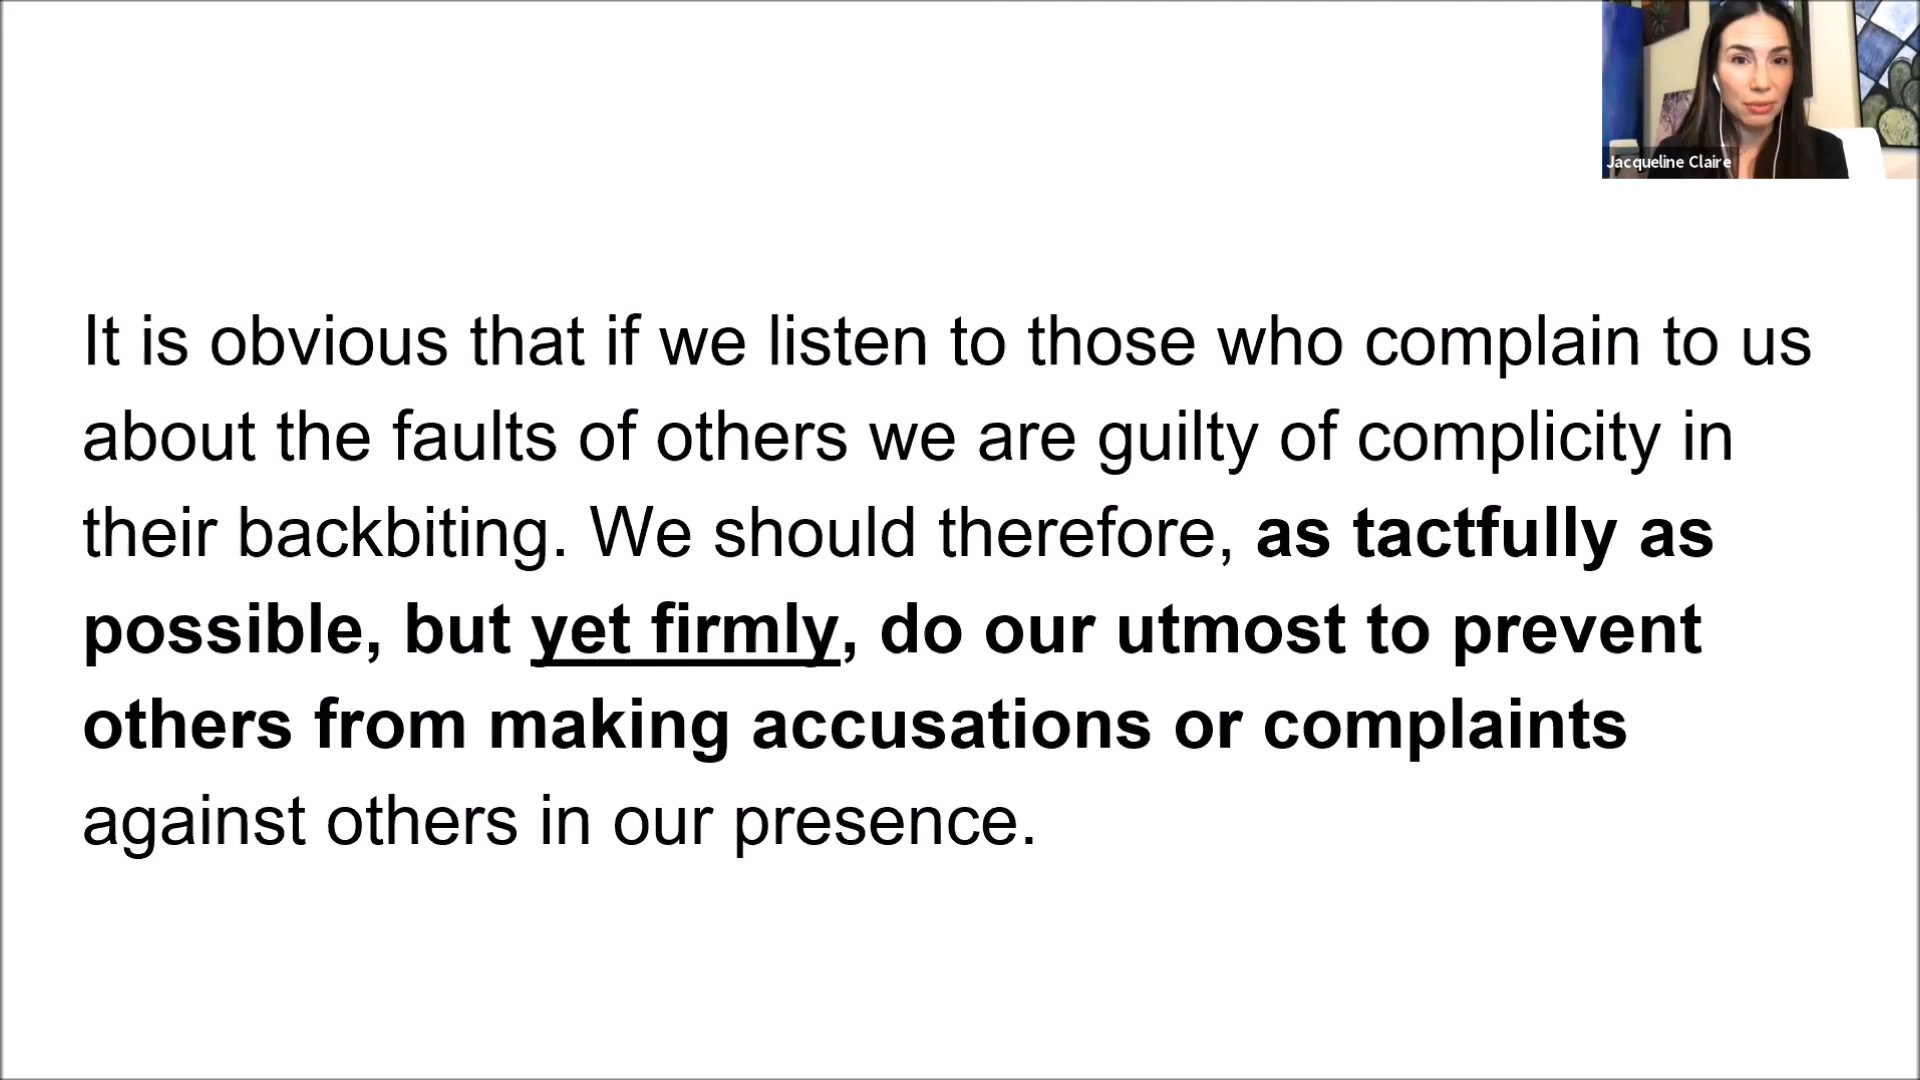 Jacqueline Claire
It is obvious that if we listen to those who complain to us
about the faults of others we are guilty of complicity in
their backbiting. We should therefore, as tactfully as
possible, but yet firmly, do our utmost to prevent
others from making accusations or complaints
against others in our presence.